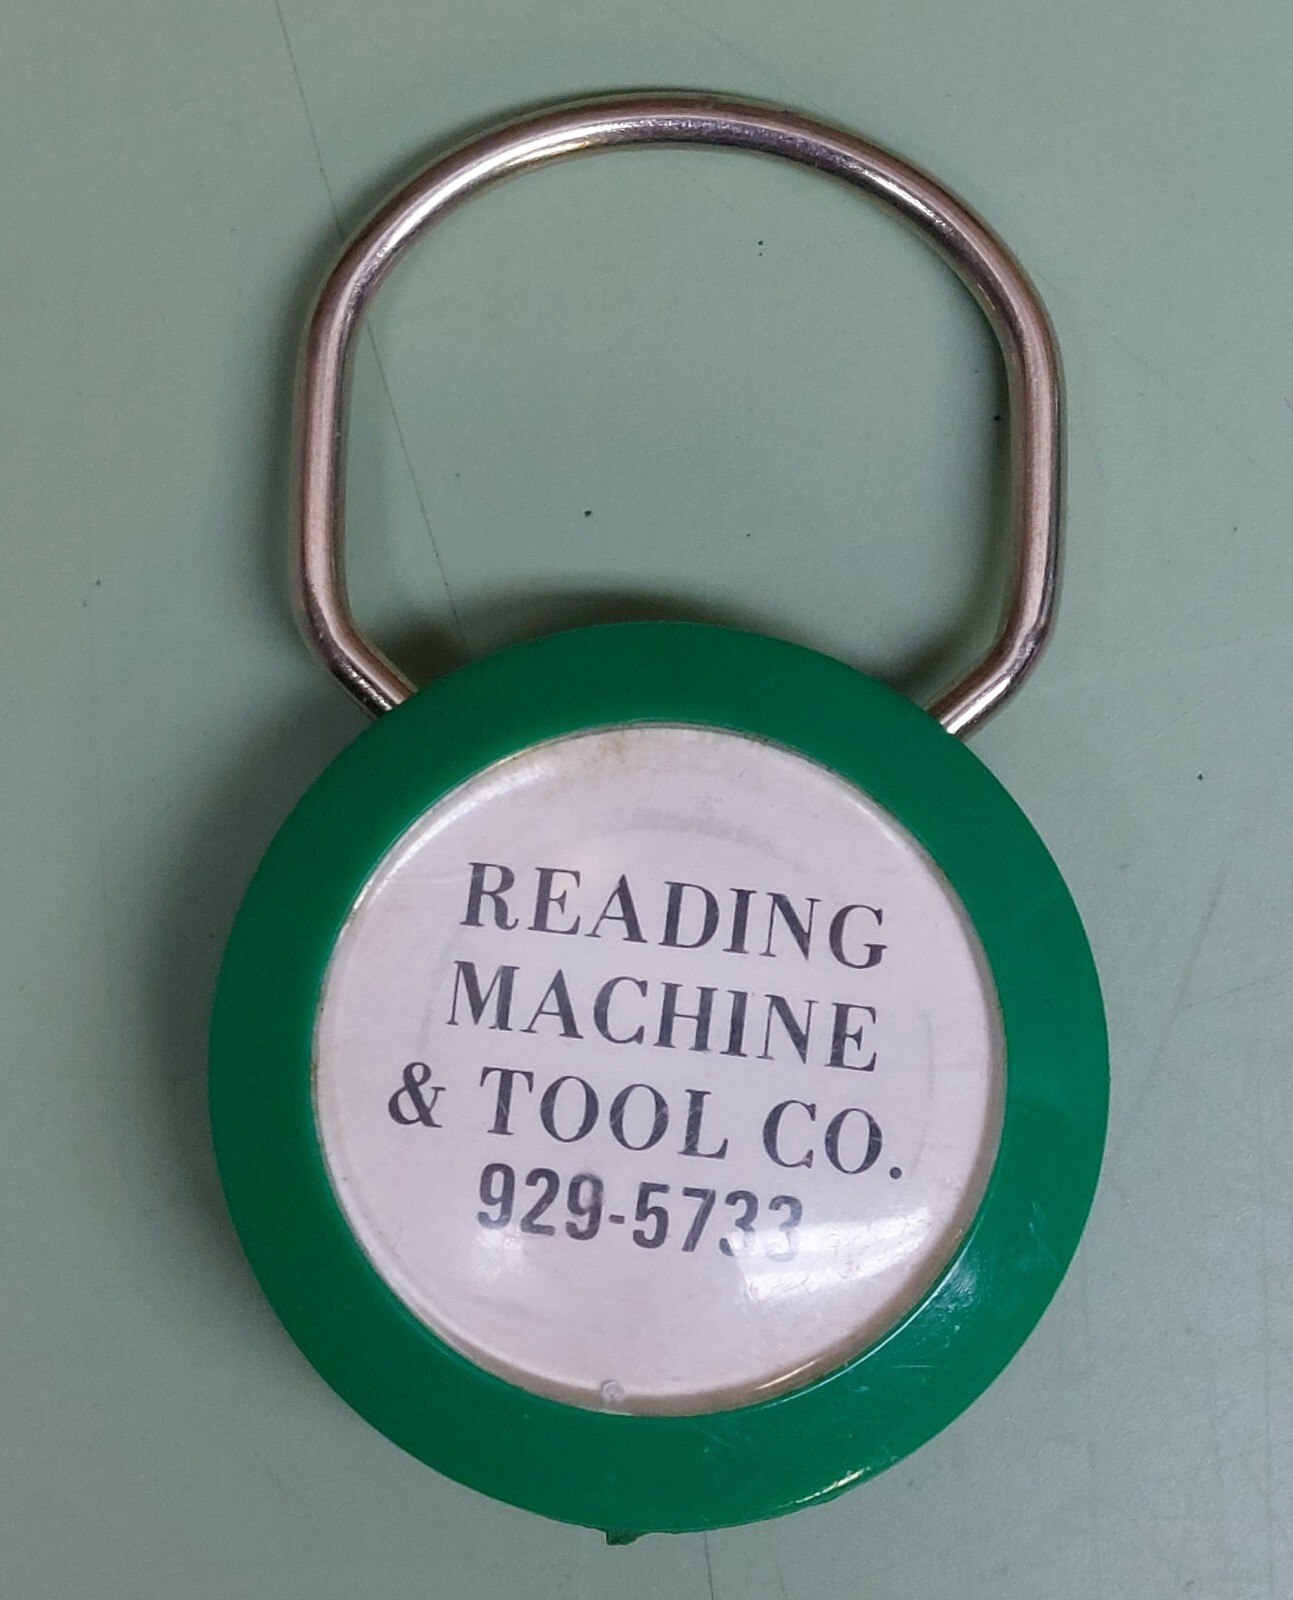 READING
MACHINE
& TOOL CO.
929-5733